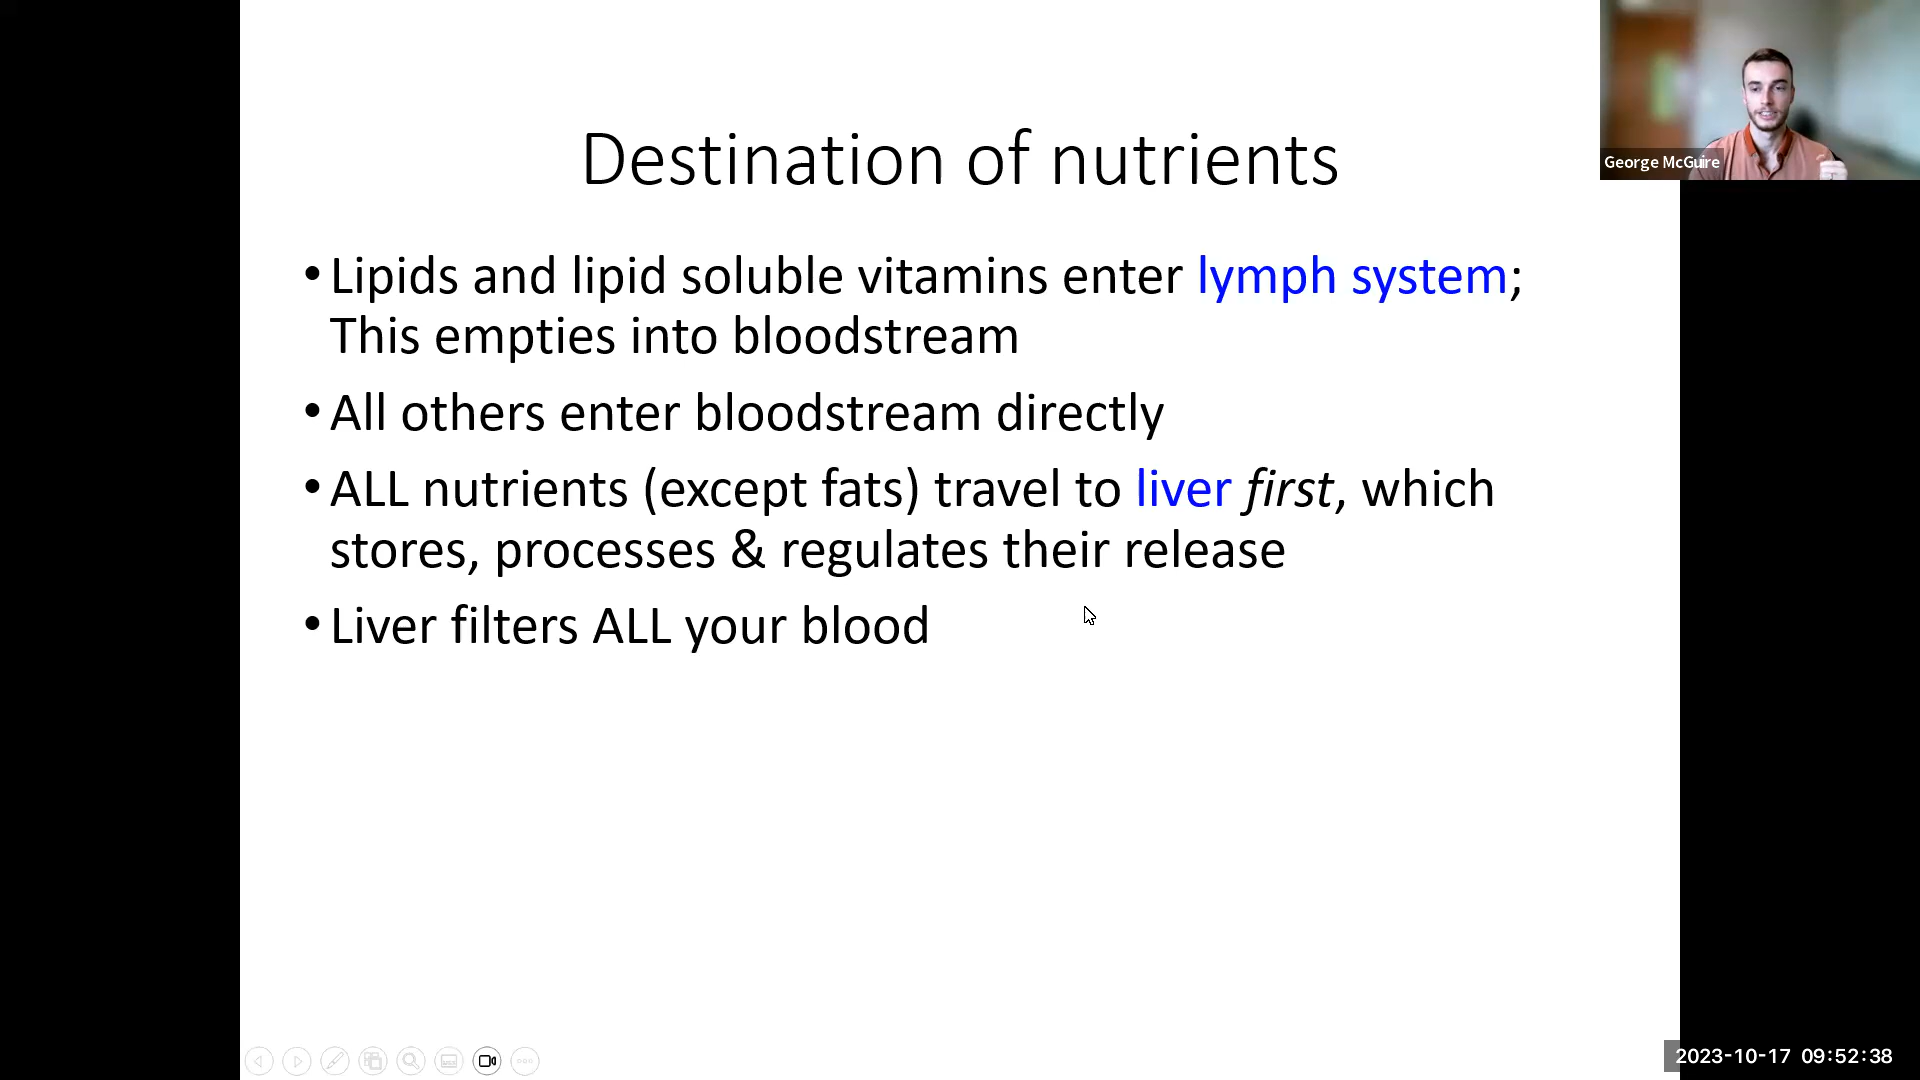 Destination of nutrients
George McGuire
•Lipids and lipid soluble vitamins enter lymph system;
This empties into bloodstream
•All others enter bloodstream directly
•ALL nutrients (except fats) travel to liver first, which
stores, processes & regulates their release
•Liver filters ALL your blood
2023-10-17 09:52:38